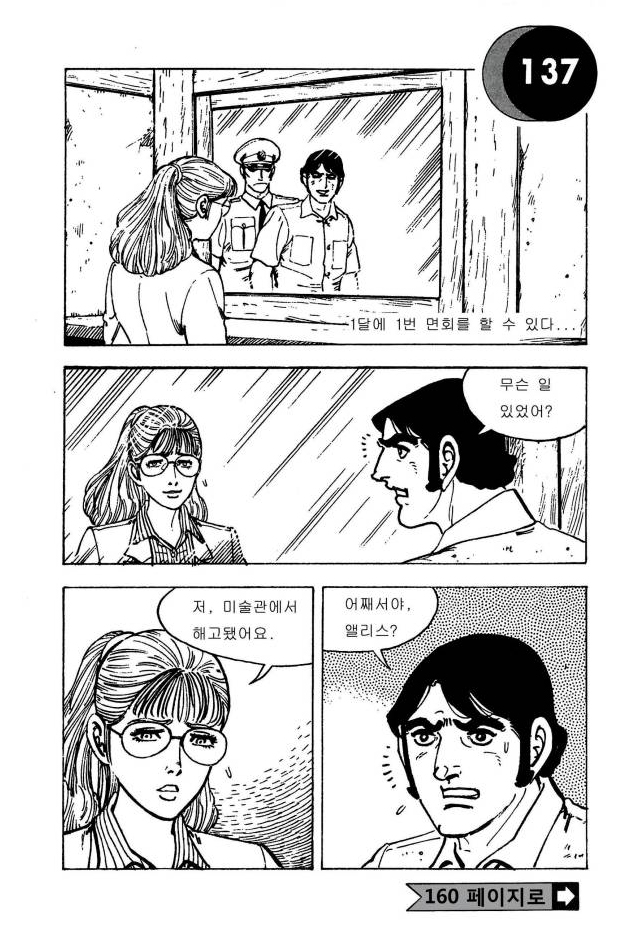 137
1달에 1번 면회를 할 수 있다...
무슨 일
있었어?
저, 미술관에서
해고됐어요.
어째서야,
앨리스?
160 페이지로